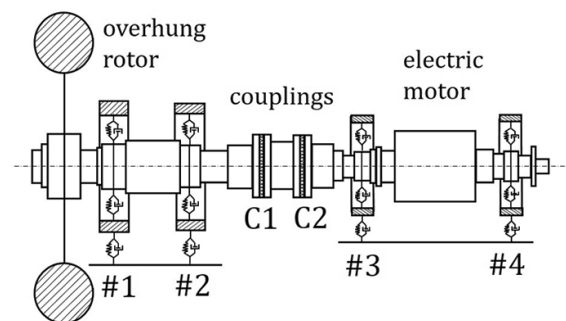 overhung
rotor
couplings
electric
motor
C1 C2
#1 #2
#3 #4